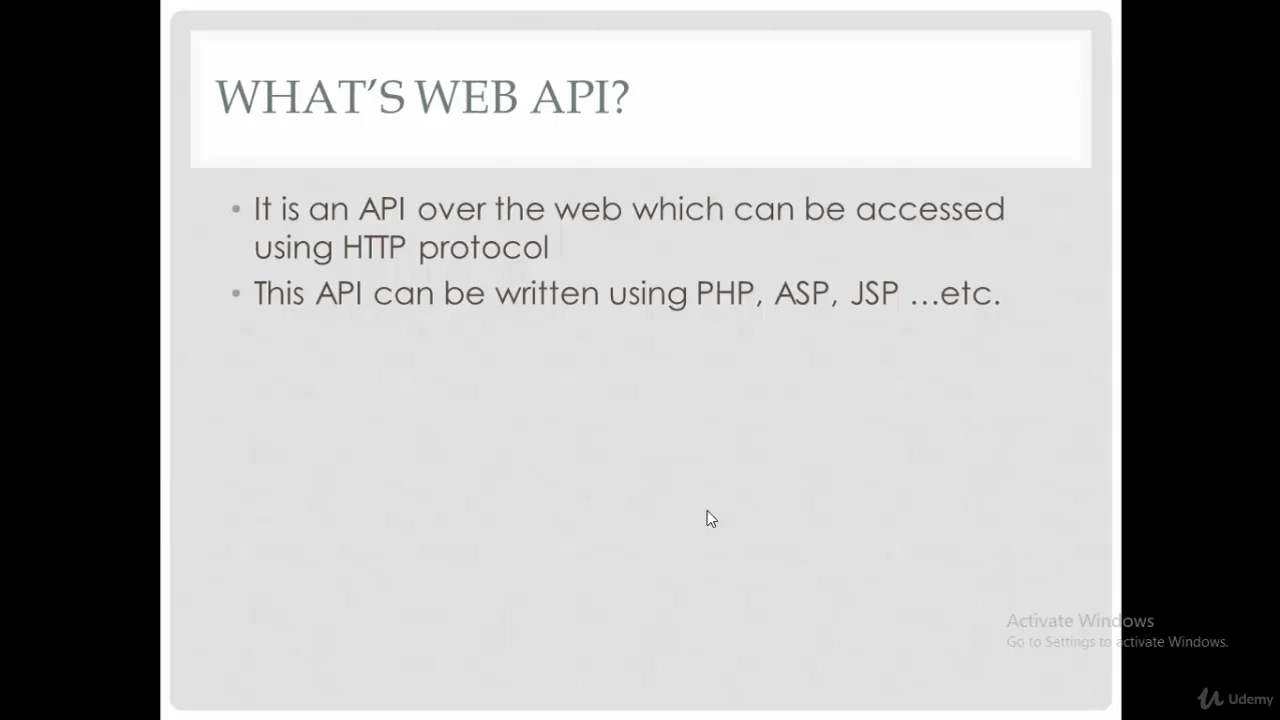 WHAT'S WEB API?
• It is an API over the web which can be accessed
using HTTP protocol
• This API can be written using PHP, ASP, JSP ...etc.
Activate Windows
Go to Settings to activate Windows.
Udemy